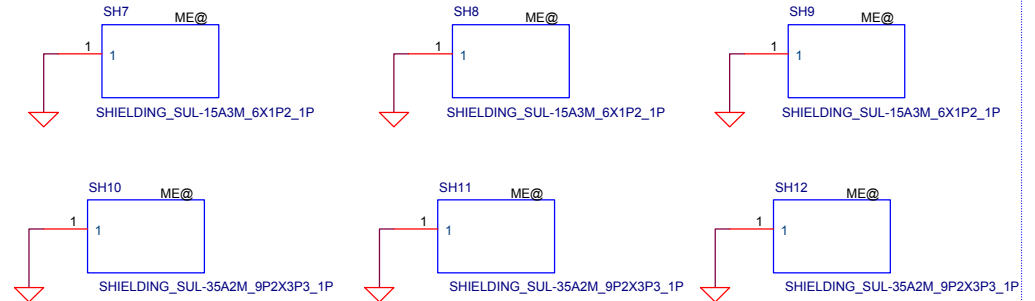 SH7 ME@ SH8 ME@ SH9 ME@
1 1 1 1 1 1
SHIELDING_SUL-15A3M_6X1P2_1P SHIELDING_SUL-15A3M_6X1P2_1P SHIELDING_SUL-15A3M_6X1P2_1P
SH10 ME@ SH11 ME@ SH12 ME@
1 1 1 1 1 1
SHIELDING_SUL-35A2M_9P2X3P3_1P SHIELDING_SUL-35A2M_9P2X3P3_1P SHIELDING_SUL-35A2M_9P2X3P3_1P